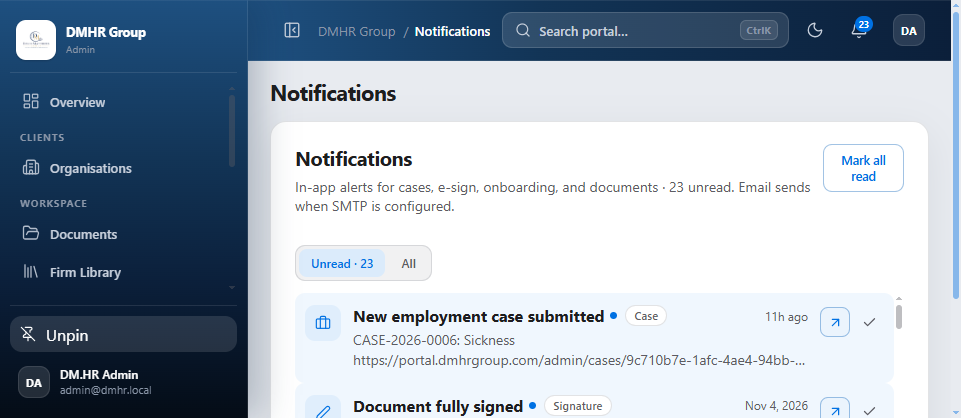 DMHR Group
Admin
Overview
CLIENTS
Organisations
WORKSPACE
Documents
Firm Library
Unpin
DA
DM.HR Admin
admin@dmhr.local
DMHR Group / Notifications
Search portal...
CtrlK
23
DA
Notifications
Notifications
In-app alerts for cases, e-sign, onboarding, and documents · 23 unread. Email sends
when SMTP is configured.
Mark all
read
Unread · 23
All
New employment case submitted
Case
11h ago
CASE-2026-0006: Sickness
https://portal.dmhrgroup.com/admin/cases/9c710b7e-1afc-4ae4-94bb-...
Document fully signed
Signature
Nov 4, 2026